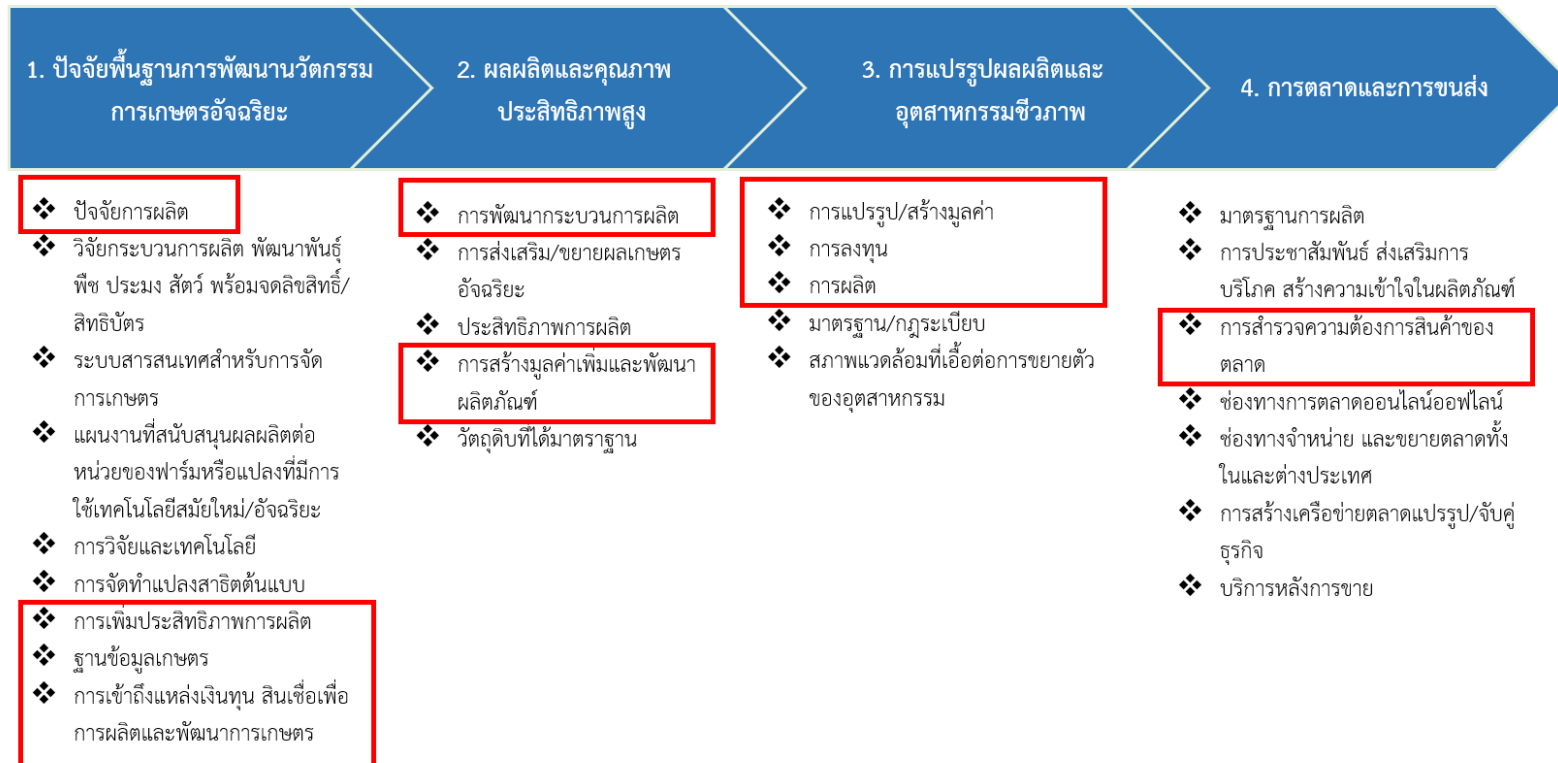 1. ปัจจัยพื้นฐานการพัฒนานวัตกรรม
การเกษตรอัจฉริยะ
2. ผลผลิตและคุณภาพ
ประสิทธิภาพสูง
3. การแปรรูปผลผลิตและ
อุตสาหกรรมชีวภาพ
4. การตลาดและการขนส่ง
❖ ปัจจัยการผลิต
❖ วิจัยกระบวนการผลิต พัฒนาพันธุ์
พืช ประมง สัตว์ พร้อมจดลิขสิทธิ์/
สิทธิบัตร
❖ ระบบสารสนเทศสำหรับการจัด
การเกษตร
❖ แผนงานที่สนับสนุนผลผลิตต่อ
หน่วยของฟาร์มหรือแปลงที่มีการ
ใช้เทคโนโลยีสมัยใหม่/อัจฉริยะ
❖ การวิจัยและเทคโนโลยี
❖ การจัดทำแปลงสาธิตต้นแบบ
❖ การเพิ่มประสิทธิภาพการผลิต
❖ ฐานข้อมูลเกษตร
❖ การเข้าถึงแหล่งเงินทุน สินเชื่อเพื่อ
การผลิตและพัฒนาการเกษตร
❖ การพัฒนากระบวนการผลิต
❖ การส่งเสริม/ขยายผลเกษตร
อัจฉริยะ
❖ ประสิทธิภาพการผลิต
❖ การสร้างมูลค่าเพิ่มและพัฒนา
ผลิตภัณฑ์
❖ วัตถุดิบที่ได้มาตราฐาน
❖ การแปรรูป/สร้างมูลค่า
❖ การลงทุน
❖ การผลิต
❖ มาตรฐาน/กฎระเบียบ
❖ สภาพแวดล้อมที่เอื้อต่อการขยายตัว
ของอุตสาหกรรม
❖ มาตรฐานการผลิต
❖ การประชาสัมพันธ์ ส่งเสริมการ
บริโภค สร้างความเข้าใจในผลิตภัณฑ์
❖ การสำรวจความต้องการสินค้าของ
ตลาด
❖ ช่องทางการตลาดออนไลน์ออฟไลน์
❖ ช่องทางจำหน่าย และขยายตลาดทั้ง
ในและต่างประเทศ
❖ การสร้างเครือข่ายตลาดแปรรูป/จับคู่
ธุรกิจ
❖ บริการหลังการขาย